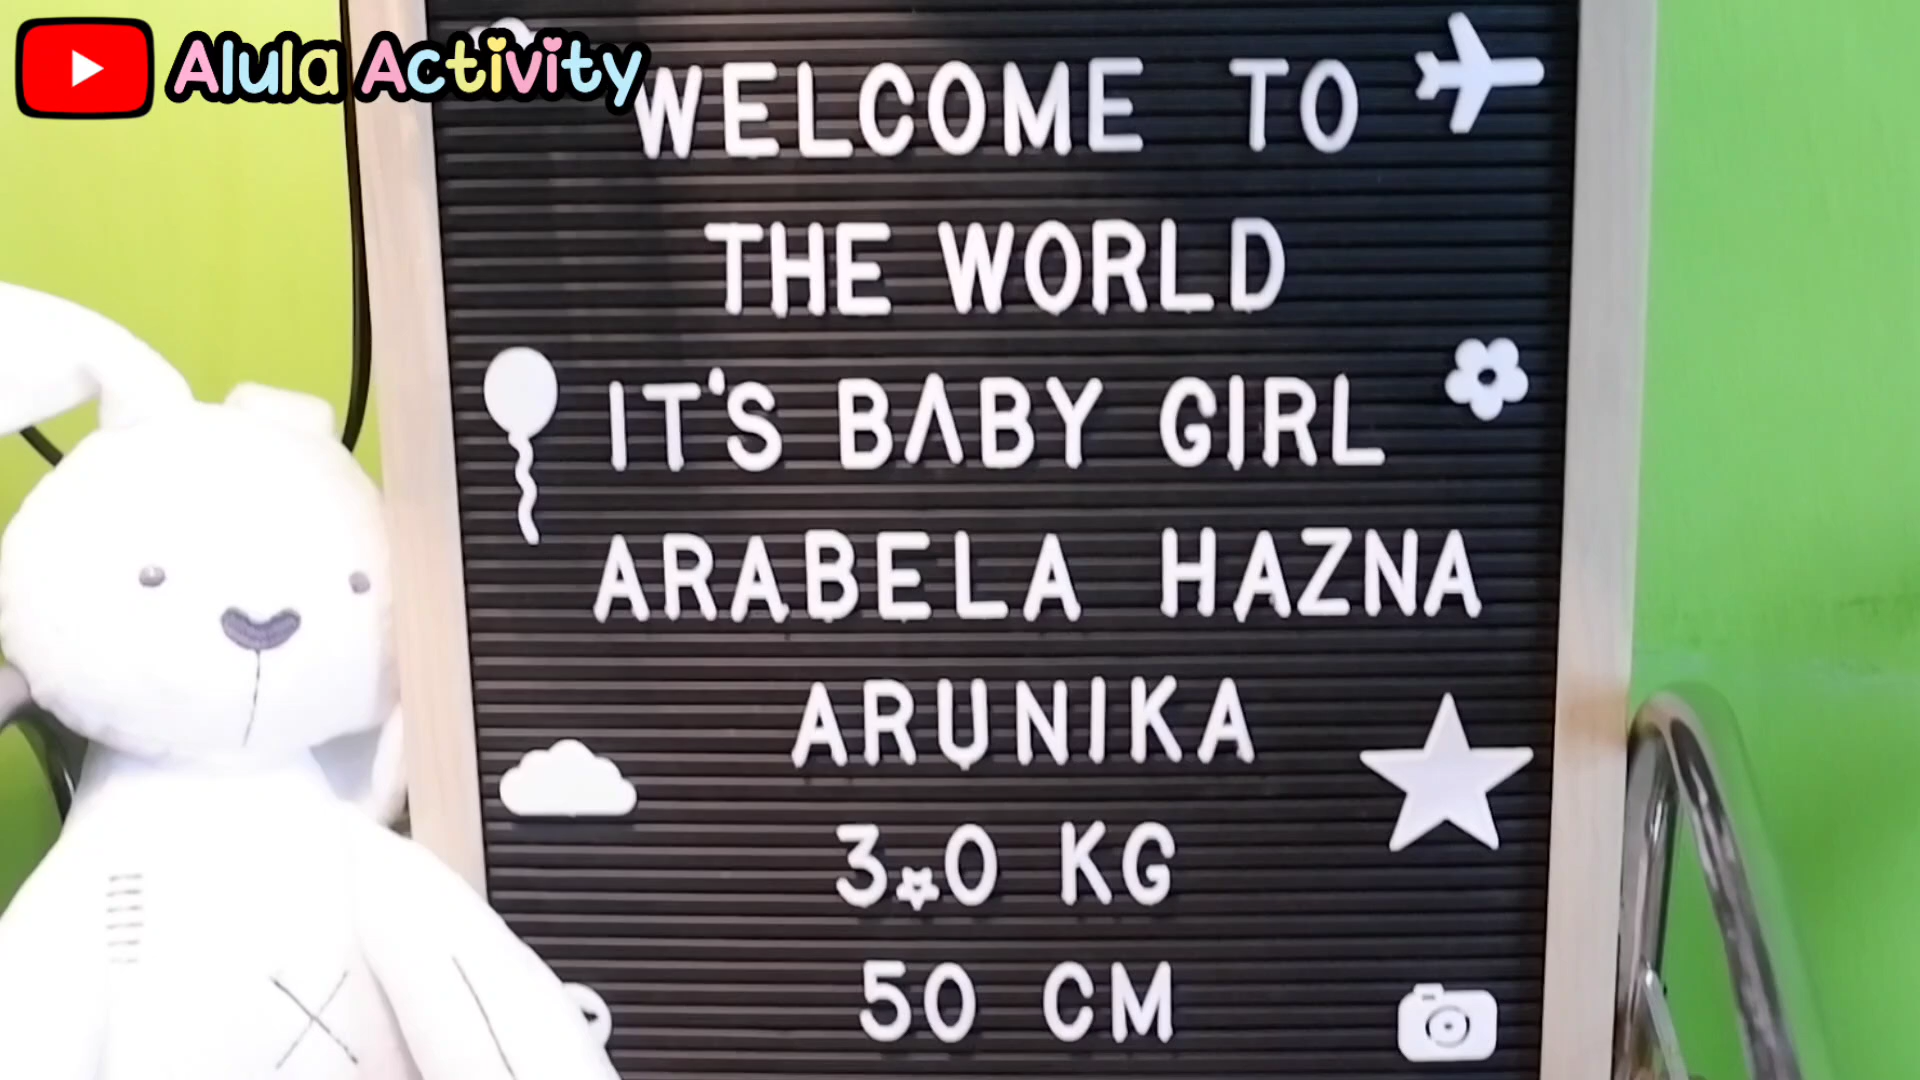 Alula Activity
WELCOME TO
THE WORLD
IT'S BABY GIRL
ARABELA HAZNA
ARUNIKA
3.0 KG
50 CM